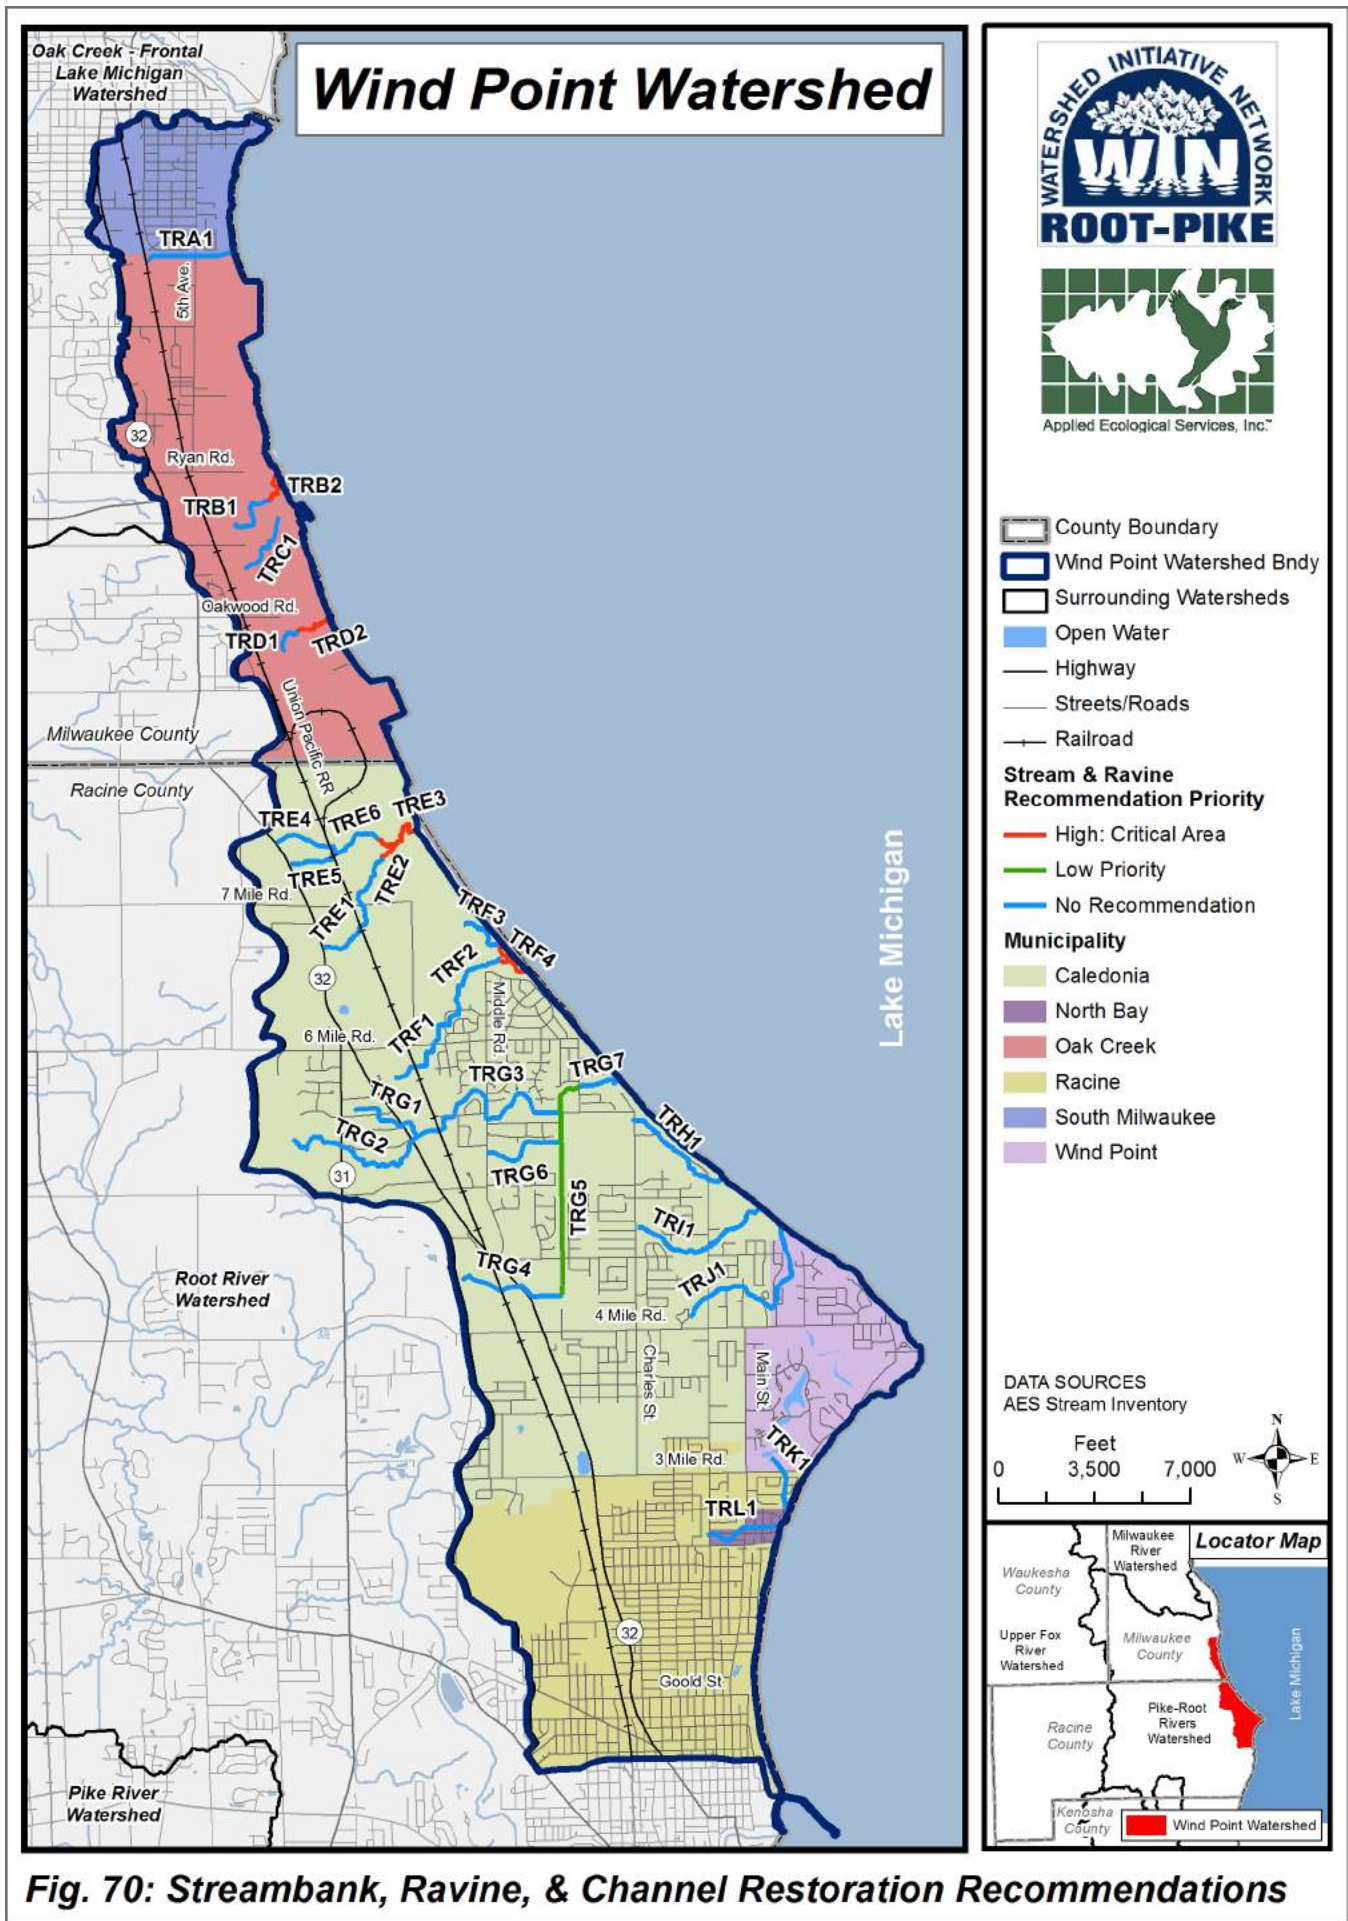 Oak Creek - Frontal
Lake Michigan
Watershed
Wind Point Watershed
TRA1
5th Ave.
32
Ryan Rd.
TRB2
TRB1
TRC1
Oakwood Rd.
TRD1
TRD2
Union Pacific RR
Milwaukee County
Racine County
TRE3
TRE4
TRE6
TRE5
TRE2
7 Mile Rd.
TRE1
TRF3
TRF4
TRF2
32
Middle Rd.
6 Mile Rd.
TRF1
TRG7
TRG3
TRG1
TRH1
TRG2
31
TRG6
TRG5
TRI1
TRG4
TRJ1
Root River
Watershed
4 Mile Rd.
Charles St.
Main St.
TRK1
3 Mile Rd.
TRL1
32
Goold St.
Pike River
Watershed
Lake Michigan
WATERSHED INITIATIVE NETWORK
WIN
ROOT-PIKE
Applied Ecological Services, Inc.™
County Boundary
Wind Point Watershed Bndy
Surrounding Watersheds
Open Water
Highway
Streets/Roads
Railroad
Stream & Ravine
Recommendation Priority
High: Critical Area
Low Priority
No Recommendation
Municipality
Caledonia
North Bay
Oak Creek
Racine
South Milwaukee
Wind Point
DATA SOURCES
AES Stream Inventory
Feet
0 3,500 7,000
N
W E
S
Locator Map
Milwaukee
River
Watershed
Waukesha
County
Upper Fox
River
Watershed
Milwaukee
County
Lake Michigan
Pike-Root
Rivers
Watershed
Racine
County
Kenosha
County
Wind Point Watershed
Fig. 70: Streambank, Ravine, & Channel Restoration Recommendations